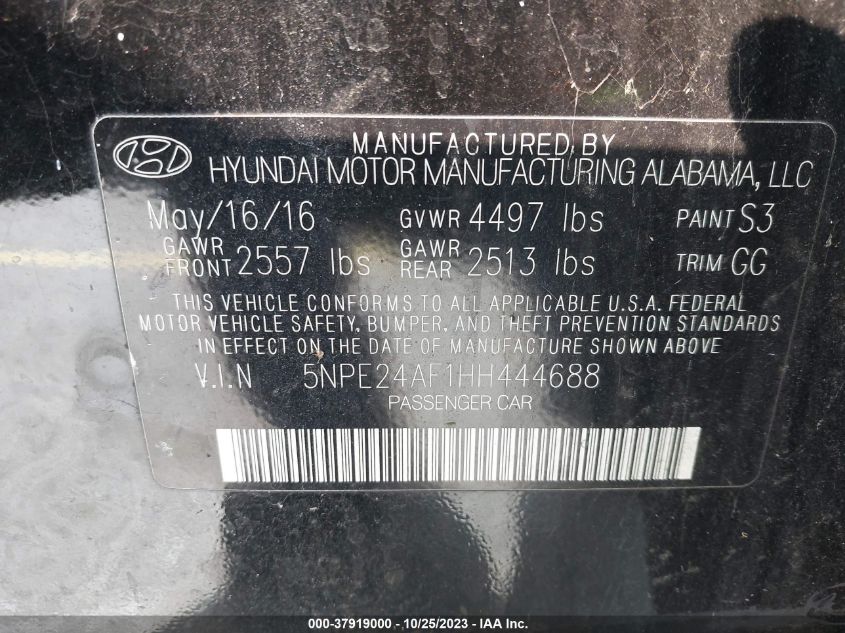 MANUFACTURED BY
HYUNDAI MOTOR MANUFACTURING ALABAMA, LLC
May/16/16 GVWR 4497 lbs PAINT S3
GAWR FRONT 2557 lbs GAWR REAR 2513 lbs TRIM GG
THIS VEHICLE CONFORMS TO ALL APPLICABLE U.S.A. FEDERAL
MOTOR VEHICLE SAFETY, BUMPER, AND THEFT PREVENTION STANDARDS
IN EFFECT ON THE DATE OF MANUFACTURE SHOWN ABOVE
V.I.N 5NPE24AF1HH444688
PASSENGER CAR
000-37919000 - 10/25/2023 - IAA Inc.